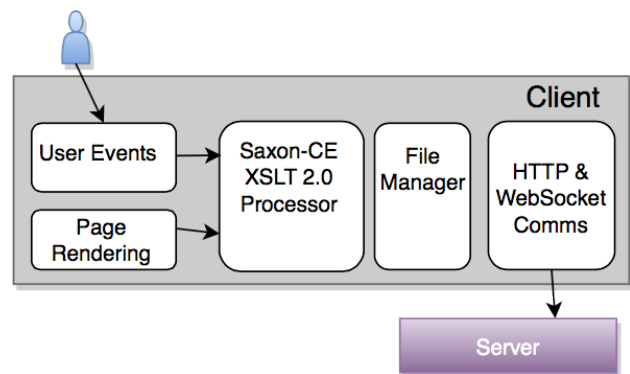 Client
User Events
Page
Rendering
Saxon-CE
XSLT 2.0
Processor
File
Manager
HTTP &
WebSocket
Comms
Server